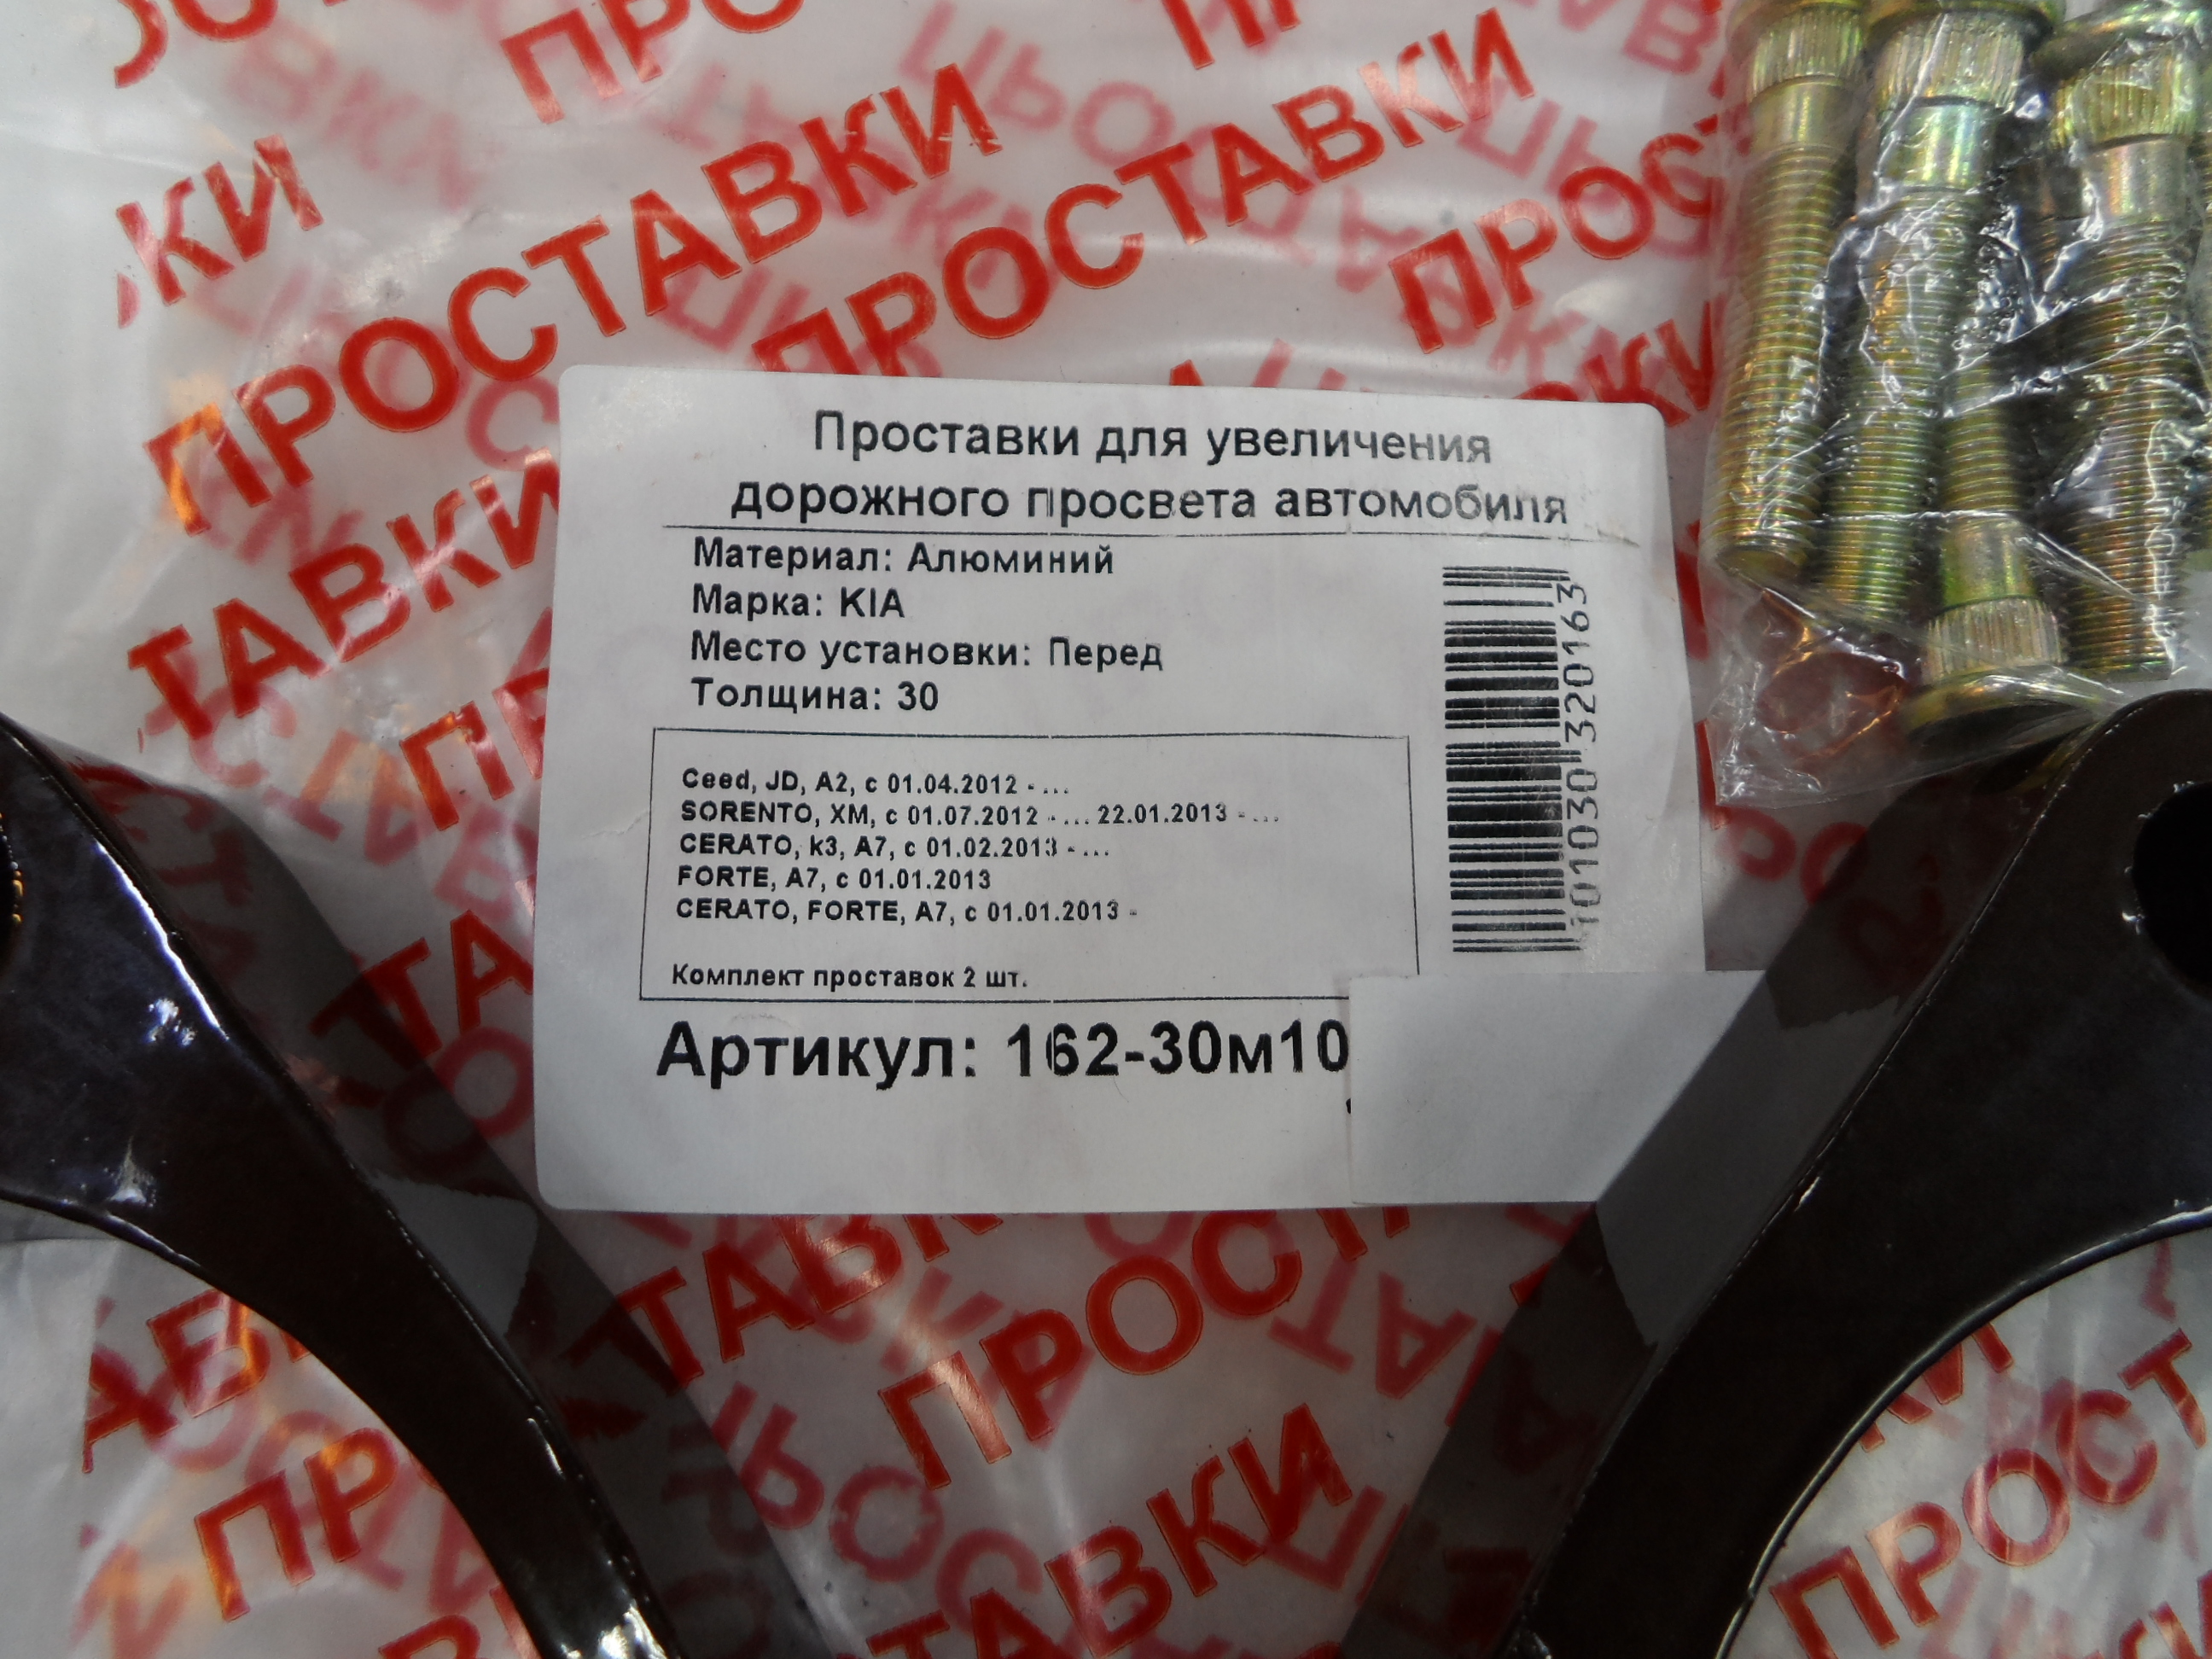 ПРОСТАВКИ
ПРОСТАВКИ
Проставки для увеличения
дорожного просвета автомобиля
Материал: Алюминий
Марка: KIA
Место установки: Перед
Толщина: 30
Ceed, JD, A2, с 01.04.2012 - ...
SORENTO, XM, с 01.07.2012 - ... 22.01.2013 - ...
CERATO, k3, A7, с 01.02.2013 - ...
FORTE, A7, с 01.01.2013
CERATO, FORTE, A7, с 01.01.2013 -
Комплект проставок 2 шт.
1010303320163
Артикул: 162-30м10